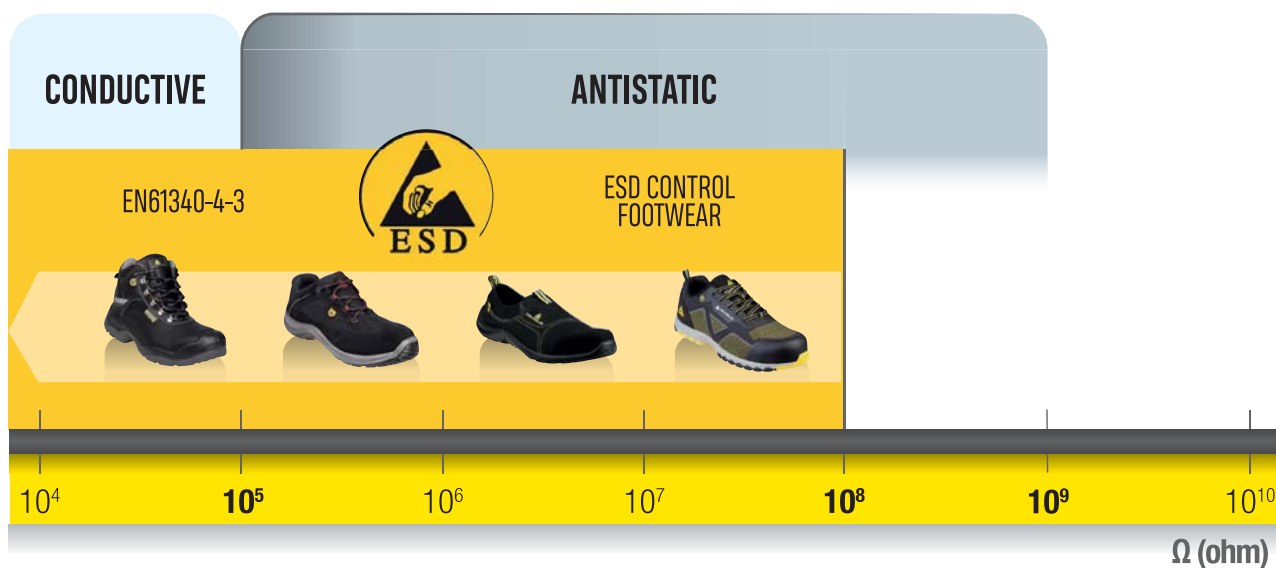 CONDUCTIVE
ANTISTATIC
EN61340-4-3
ESD
ESD CONTROL
FOOTWEAR
10⁴
10⁵
10⁶
10⁷
10⁸
10⁹
10¹⁰
Ω (ohm)